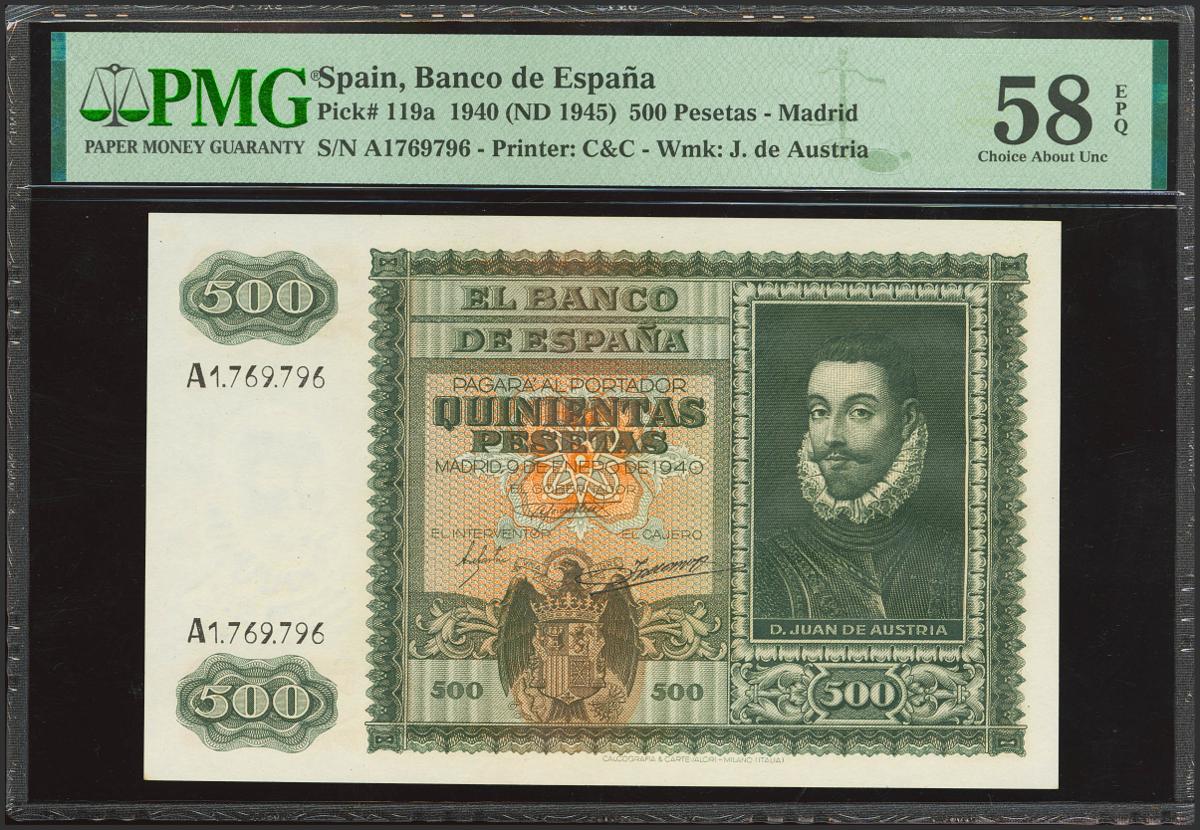 PMG®
PAPER MONEY GUARANTY
Spain, Banco de España
Pick# 119a 1940 (ND 1945) 500 Pesetas - Madrid
S/N A1769796 - Printer: C&C - Wmk: J. de Austria
58
EPQ
Choice About Unc
500
A1.769.796
A1.769.796
500
EL BANCO
DE ESPAÑA
PAGARÁ AL PORTADOR
QUINIENTAS
PESETAS
MADRID, 9 DE ENERO DE 1940
EL GOBERNADOR
EL INTERVENTOR
EL CAJERO
500
500
D. JUAN DE AUSTRIA
500
CALCOGRAFIA & CARTEVALORI - MILANO (ITALIA)